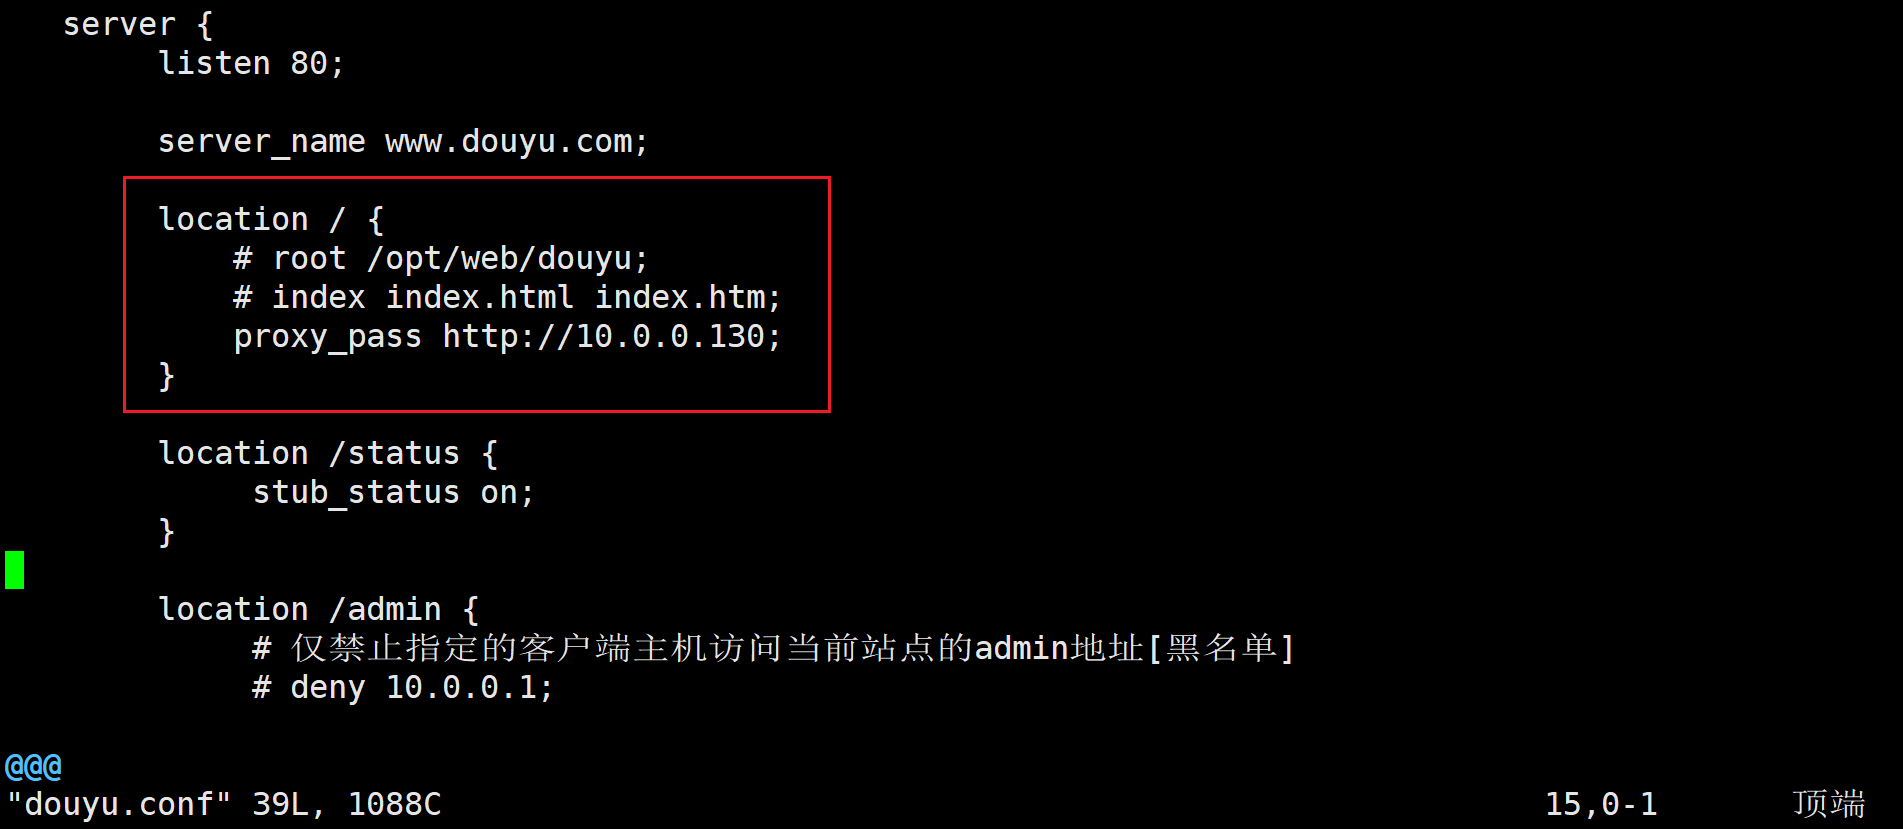 server {
listen 80;
server_name www.douyu.com;
location / {
# root /opt/web/douyu;
# index index.html index.htm;
proxy_pass http://10.0.0.130;
}
location /status {
stub_status on;
}
location /admin {
# 仅禁止指定的客户端主机访问当前站点的admin地址[黑名单]
# deny 10.0.0.1;
@@@
"douyu.conf" 39L, 1088C 15,0-1 顶端